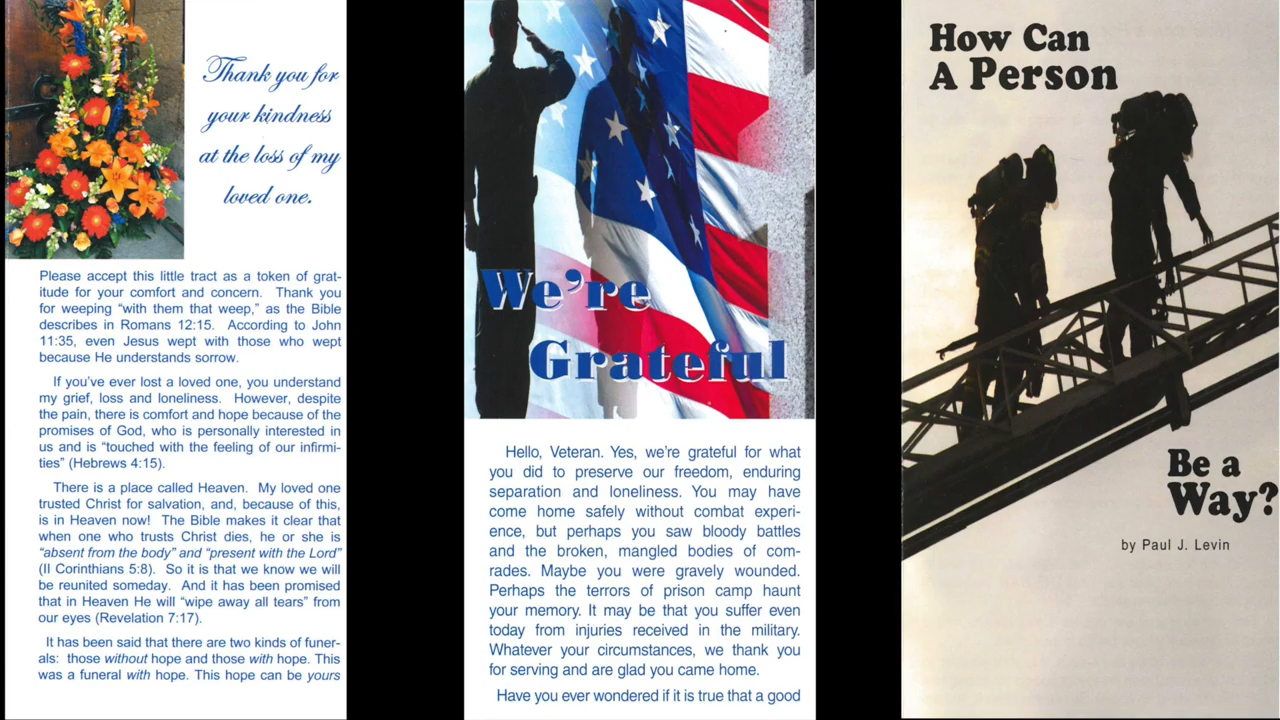 Thank you for
your kindness
at the loss of my
loved one.
Please accept this little tract as a token of grat-
itude for your comfort and concern. Thank you
for weeping “with them that weep,” as the Bible
describes in Romans 12:15. According to John
11:35, even Jesus wept with those who wept
because He understands sorrow.
If you’ve ever lost a loved one, you understand
my grief, loss and loneliness. However, despite
the pain, there is comfort and hope because of the
promises of God, who is personally interested in
us and is “touched with the feeling of our infirmi-
ties” (Hebrews 4:15).
There is a place called Heaven. My loved one
trusted Christ for salvation, and, because of this,
is in Heaven now! The Bible makes it clear that
when one who trusts Christ dies, he or she is
“absent from the body” and “present with the Lord”
(II Corinthians 5:8). So it is that we know we will
be reunited someday. And it has been promised
that in Heaven He will “wipe away all tears” from
our eyes (Revelation 7:17).
It has been said that there are two kinds of funer-
als: those without hope and those with hope. This
was a funeral with hope. This hope can be yours
We’re
Grateful
Hello, Veteran. Yes, we’re grateful for what
you did to preserve our freedom, enduring
separation and loneliness. You may have
come home safely without combat experi-
ence, but perhaps you saw bloody battles
and the broken, mangled bodies of com-
rades. Maybe you were gravely wounded.
Perhaps the terrors of prison camp haunt
your memory. It may be that you suffer even
today from injuries received in the military.
Whatever your circumstances, we thank you
for serving and are glad you came home.
Have you ever wondered if it is true that a good
How Can
A Person
Be a
Way?
by Paul J. Levin